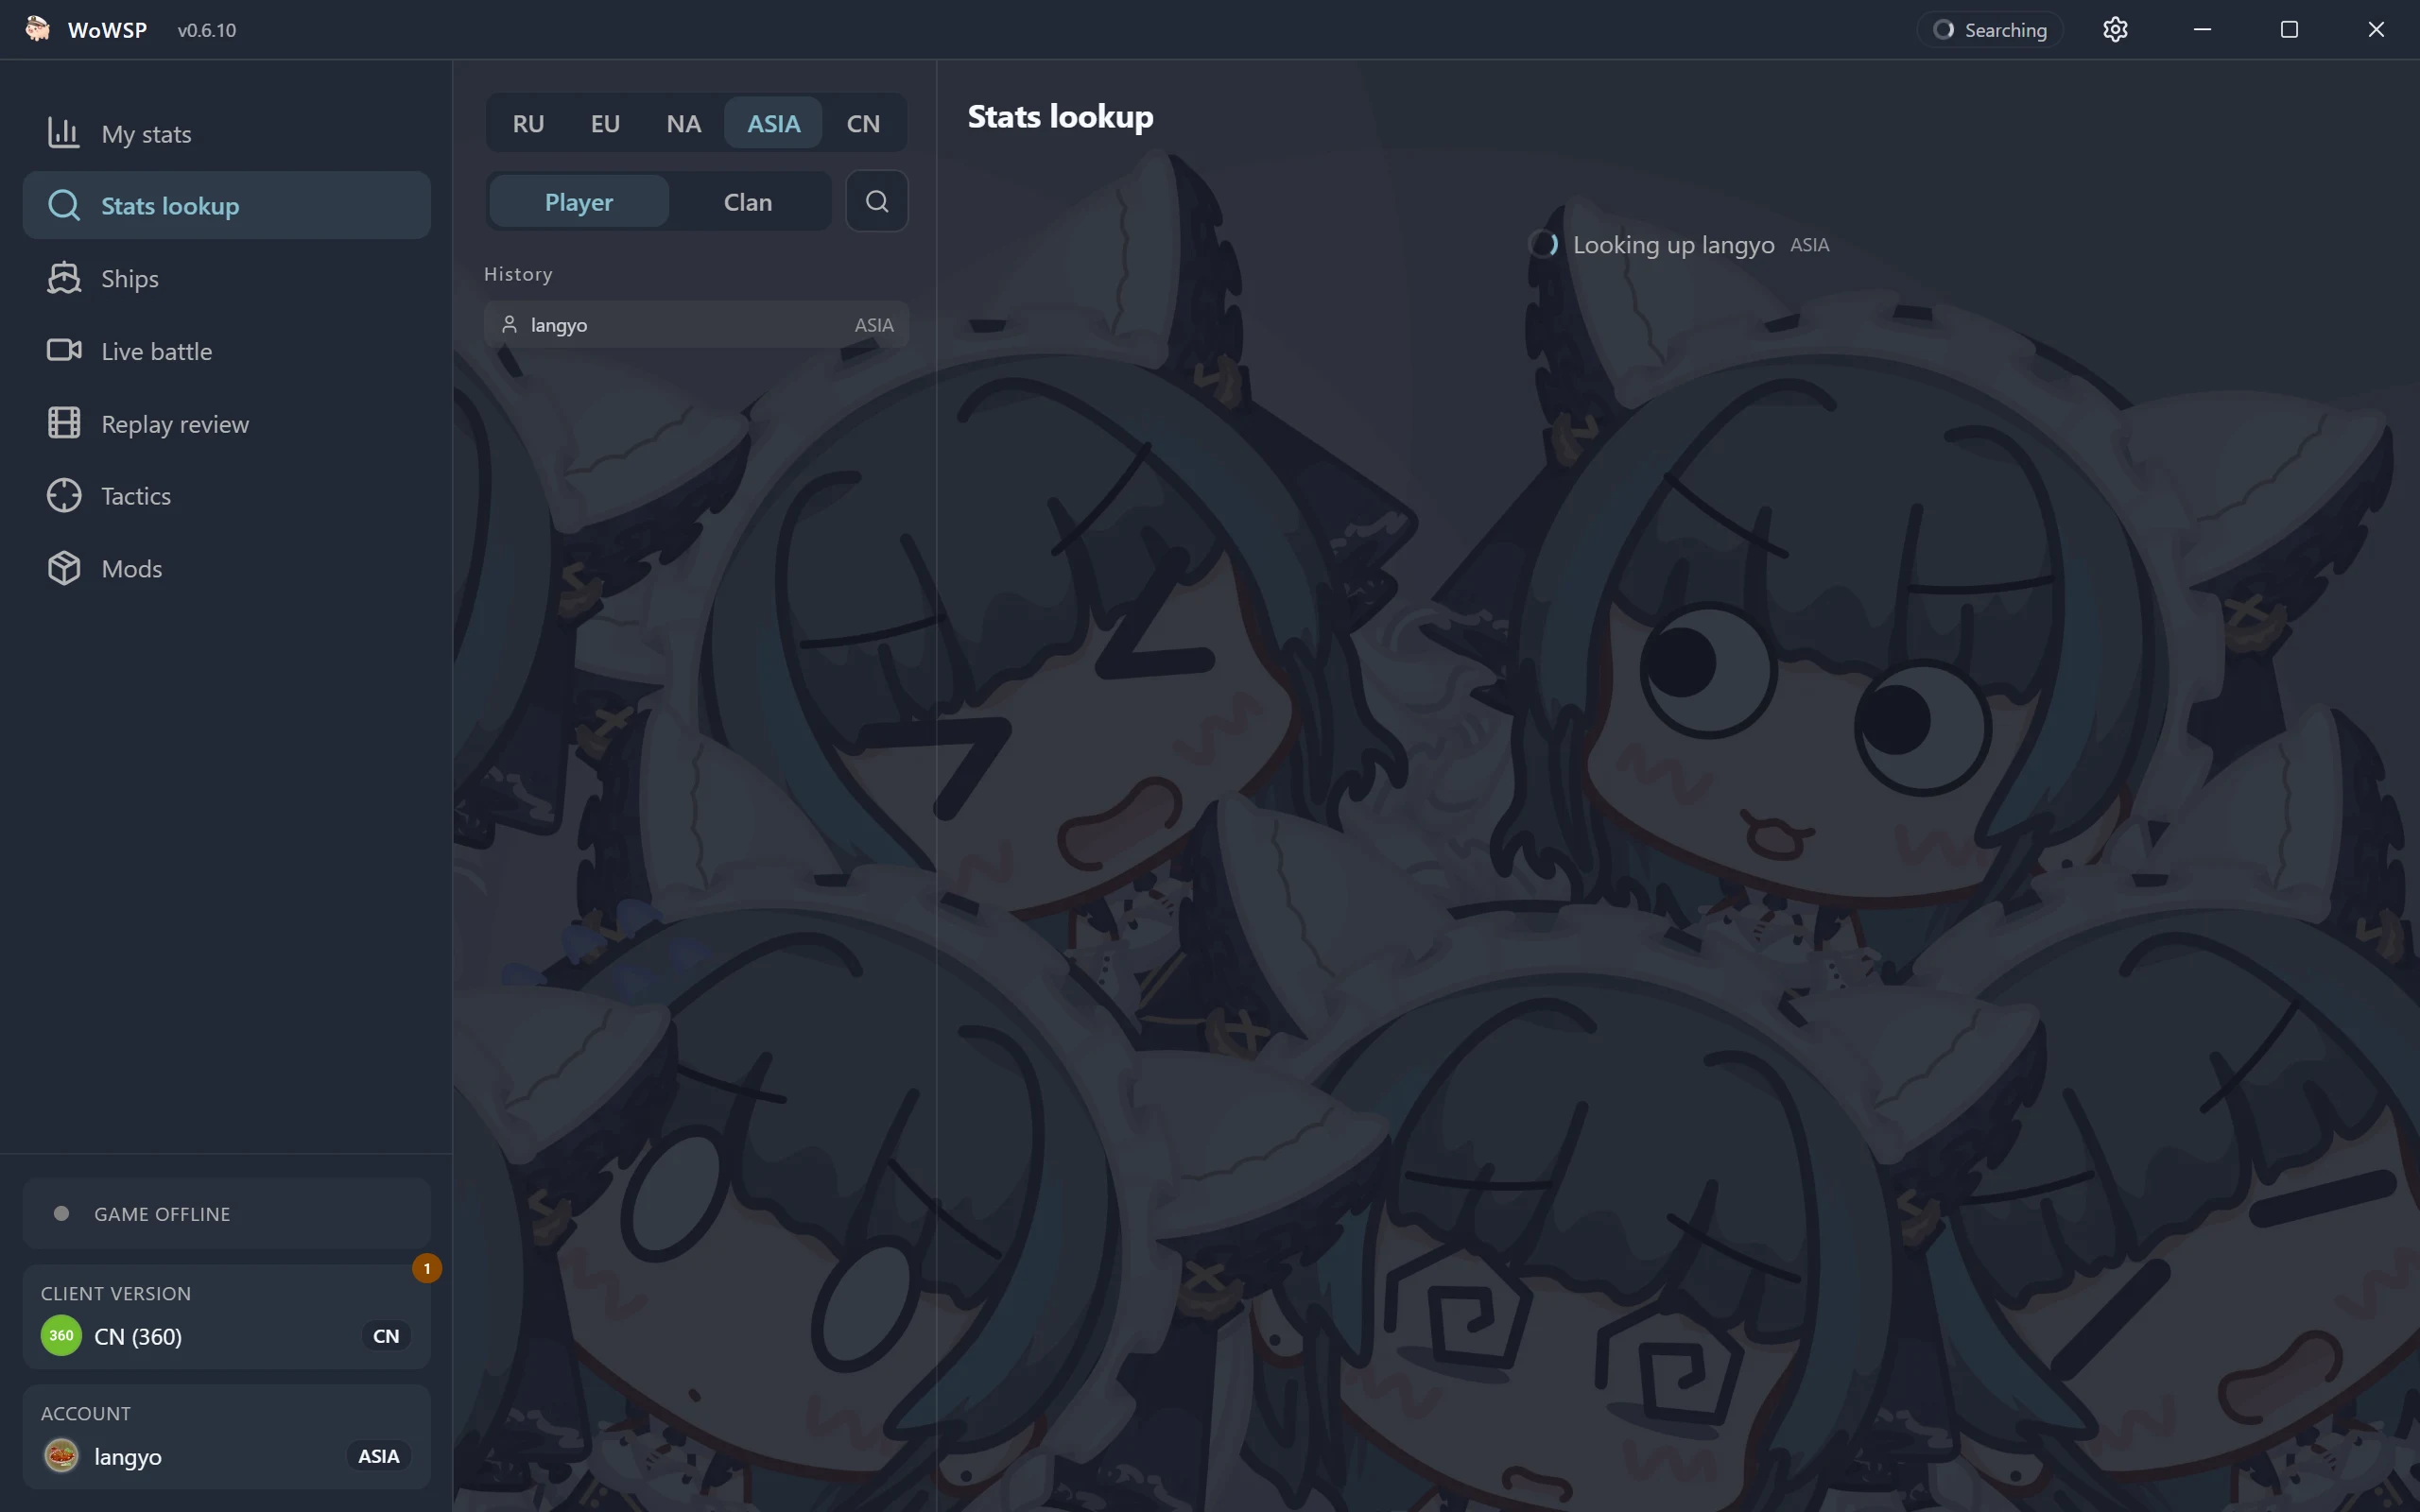 WoWSP v0.6.10
Searching
My stats
Stats lookup
Ships
Live battle
Replay review
Tactics
Mods
GAME OFFLINE
1
CLIENT VERSION
360 CN (360) CN
ACCOUNT
langyo ASIA
RU EU NA ASIA CN
Player Clan
History
langyo ASIA
Stats lookup
Looking up langyo ASIA